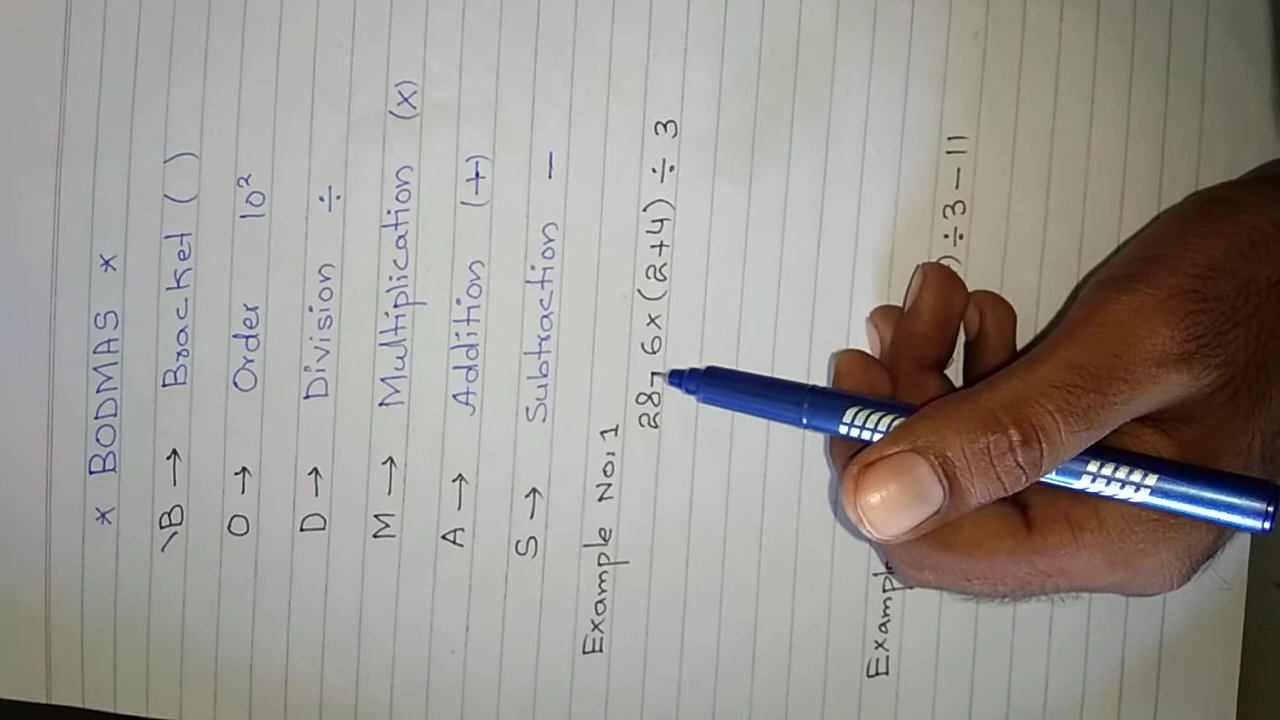 * BODMAS *
B → Bracket ( )
O → Order 10²
D → Division ÷
M → Multiplication (x)
A → Addition (+)
S → Subtraction −
Example No. 1
28 - 6 x (2+4) ÷ 3
) ÷ 3 - 11